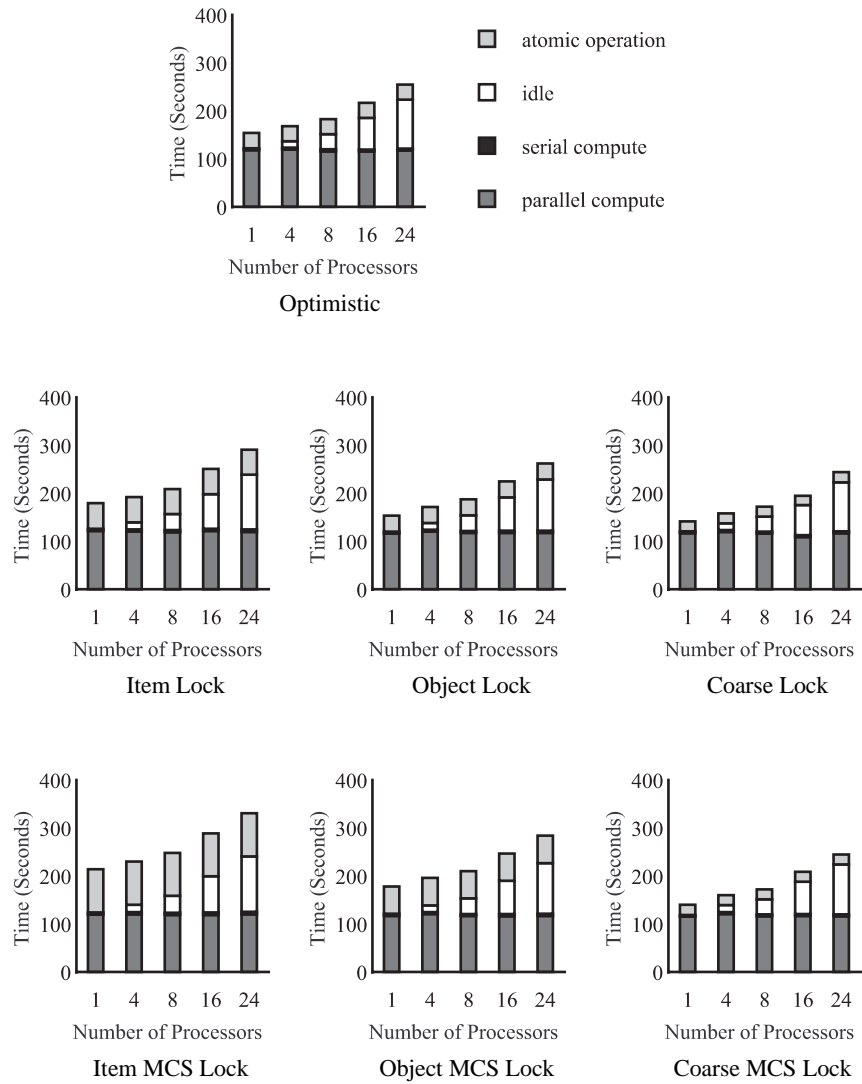 400
300
200
100
0
Time (Seconds)
1 4 8 16 24
Number of Processors
Optimistic
atomic operation
idle
serial compute
parallel compute
400
300
200
100
0
Time (Seconds)
1 4 8 16 24
Number of Processors
Item Lock
400
300
200
100
0
Time (Seconds)
1 4 8 16 24
Number of Processors
Object Lock
400
300
200
100
0
Time (Seconds)
1 4 8 16 24
Number of Processors
Coarse Lock
400
300
200
100
0
Time (Seconds)
1 4 8 16 24
Number of Processors
Item MCS Lock
400
300
200
100
0
Time (Seconds)
1 4 8 16 24
Number of Processors
Object MCS Lock
400
300
200
100
0
Time (Seconds)
1 4 8 16 24
Number of Processors
Coarse MCS Lock